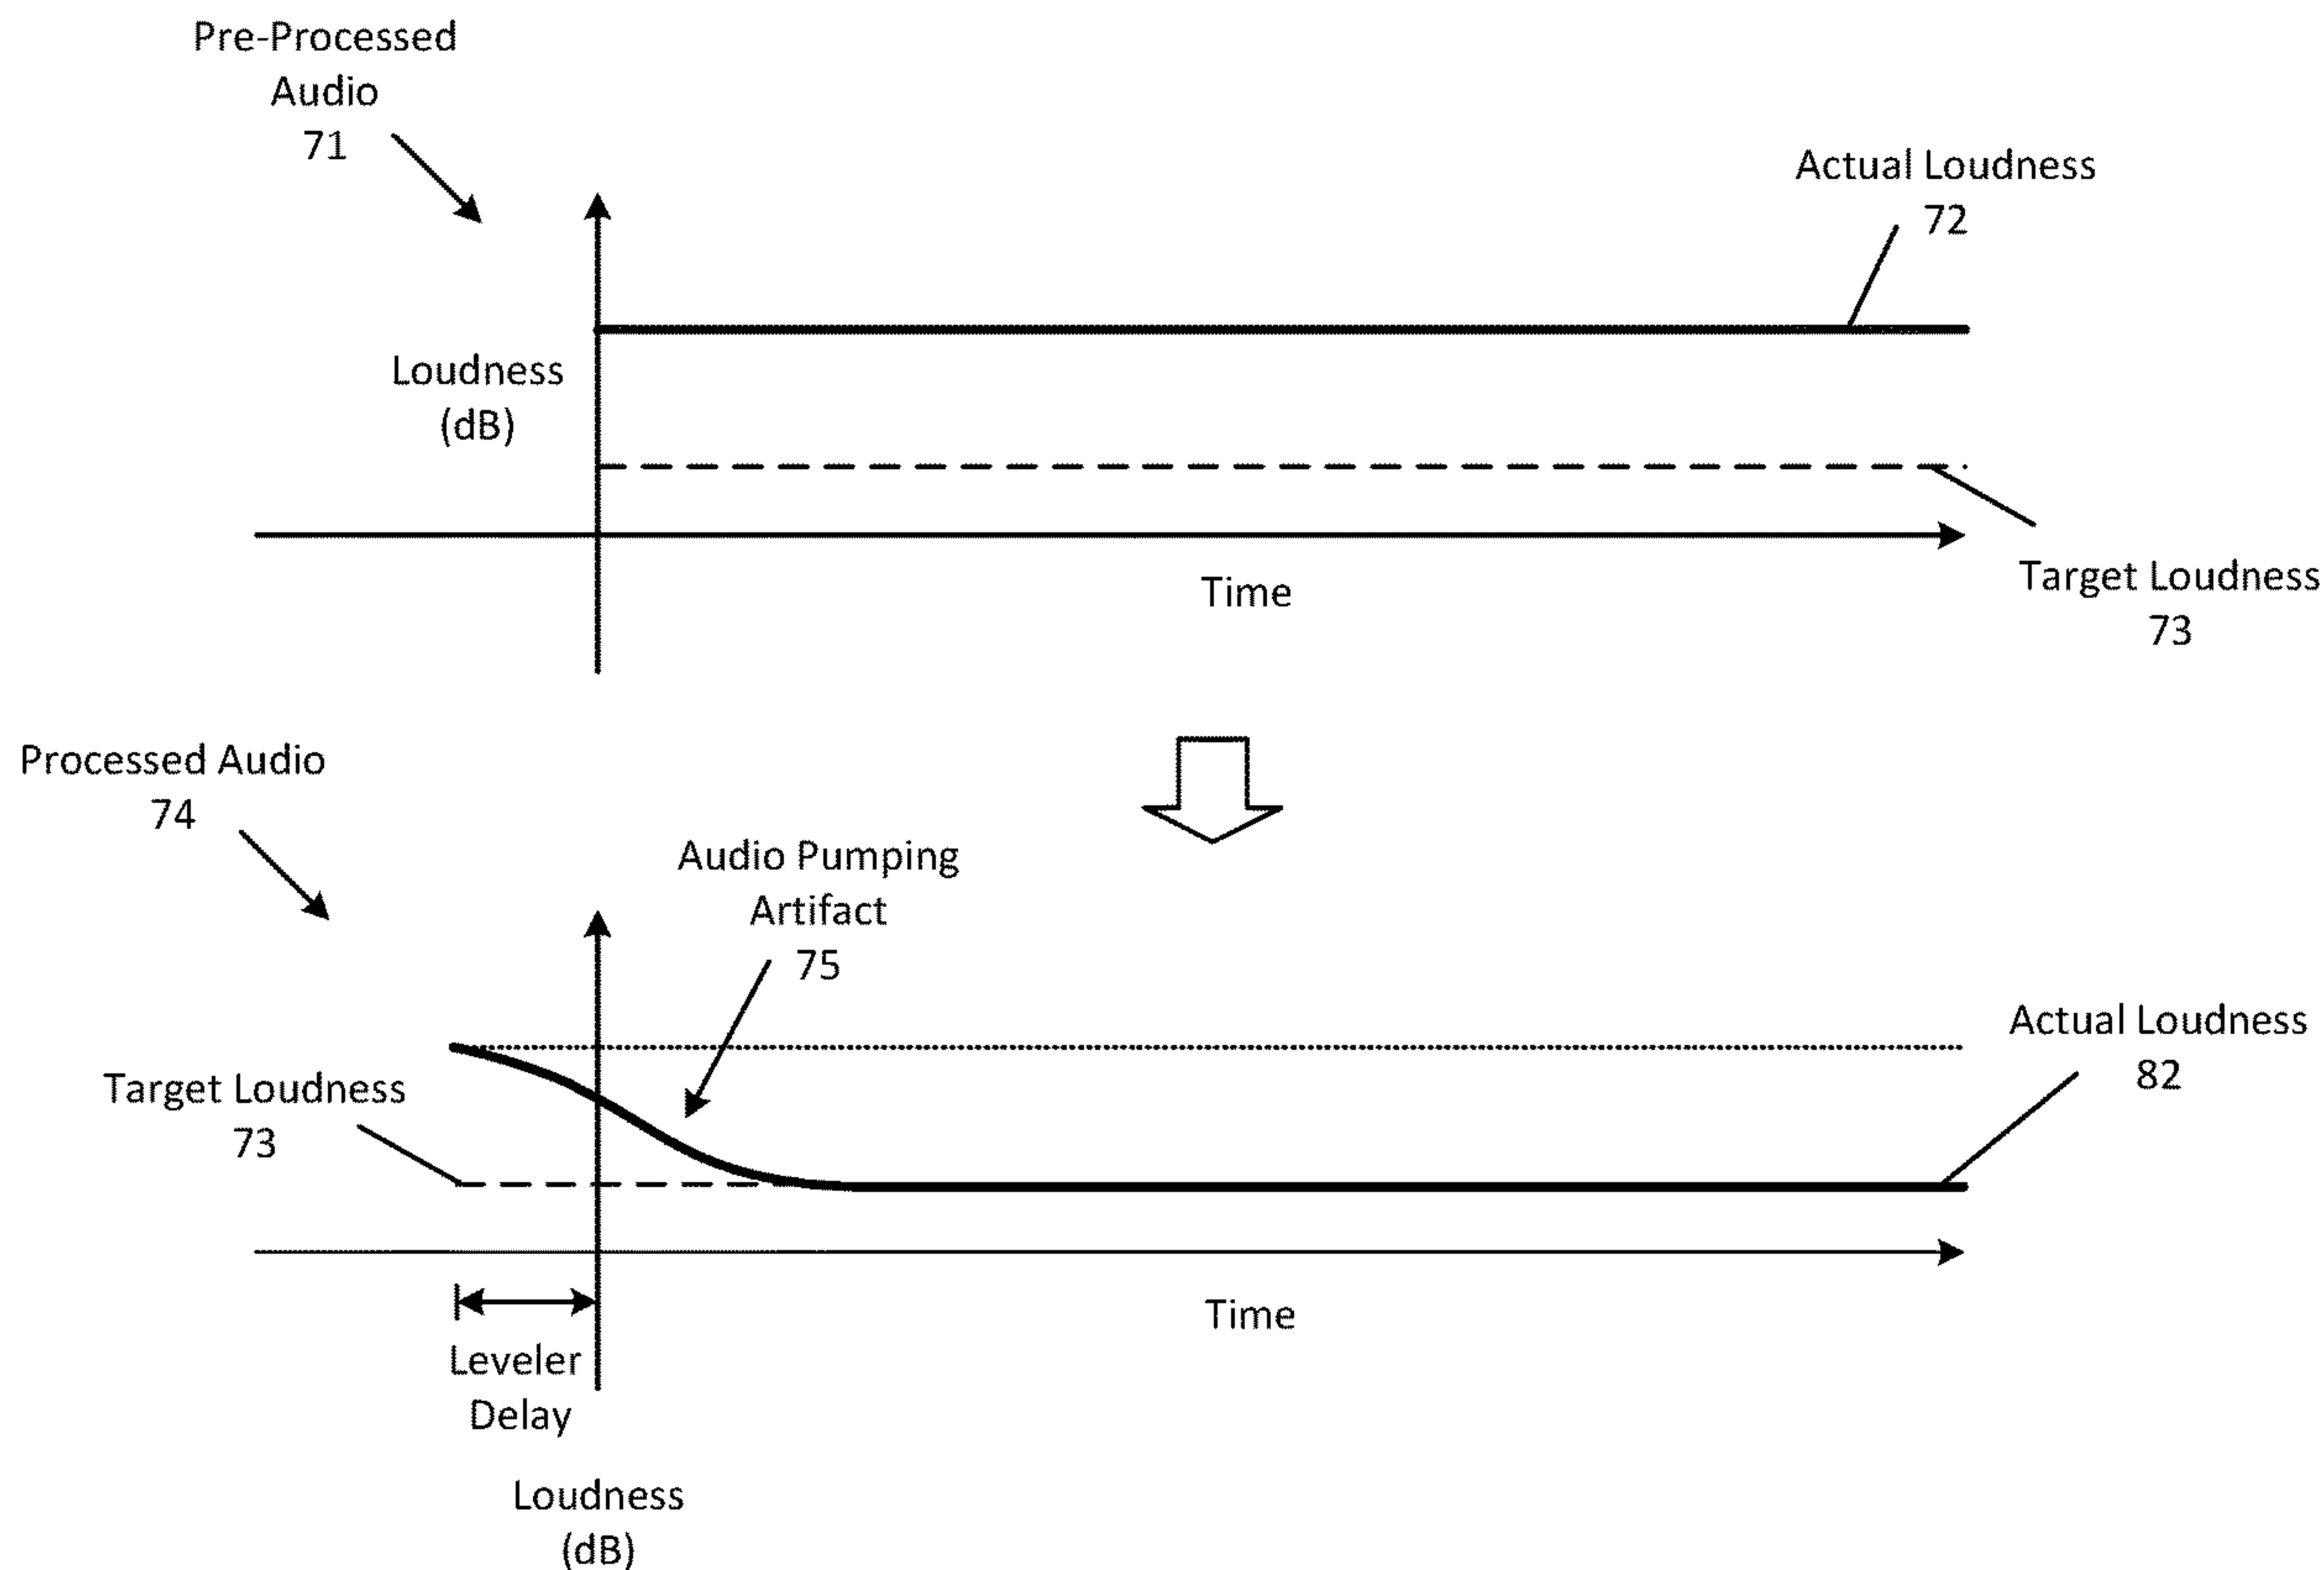 Pre-Processed
Audio
71
Actual Loudness
72
Loudness
(dB)
Time
Target Loudness
73
Processed Audio
74
Audio Pumping
Artifact
75
Actual Loudness
82
Target Loudness
73
Time
Leveler
Delay
Loudness
(dB)